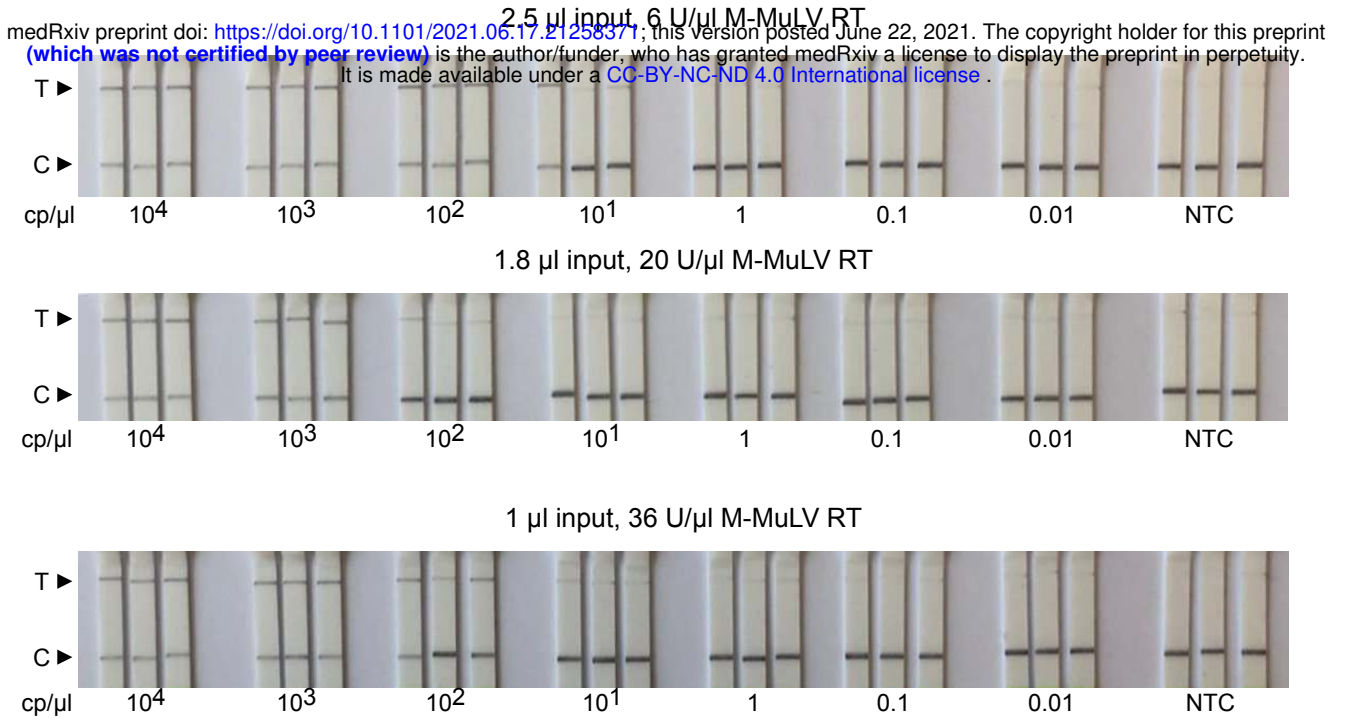 2.5 µl input, 6 U/µl M-MuLV RT
medRxiv preprint doi: https://doi.org/10.1101/2021.06.17.21258371; this version posted June 22, 2021. The copyright holder for this preprint
(which was not certified by peer review) is the author/funder, who has granted medRxiv a license to display the preprint in perpetuity.
It is made available under a CC-BY-NC-ND 4.0 International license .
T ►
C ►
cp/µl 10⁴ 10³ 10² 10¹ 1 0.1 0.01 NTC
1.8 µl input, 20 U/µl M-MuLV RT
T ►
C ►
cp/µl 10⁴ 10³ 10² 10¹ 1 0.1 0.01 NTC
1 µl input, 36 U/µl M-MuLV RT
T ►
C ►
cp/µl 10⁴ 10³ 10² 10¹ 1 0.1 0.01 NTC